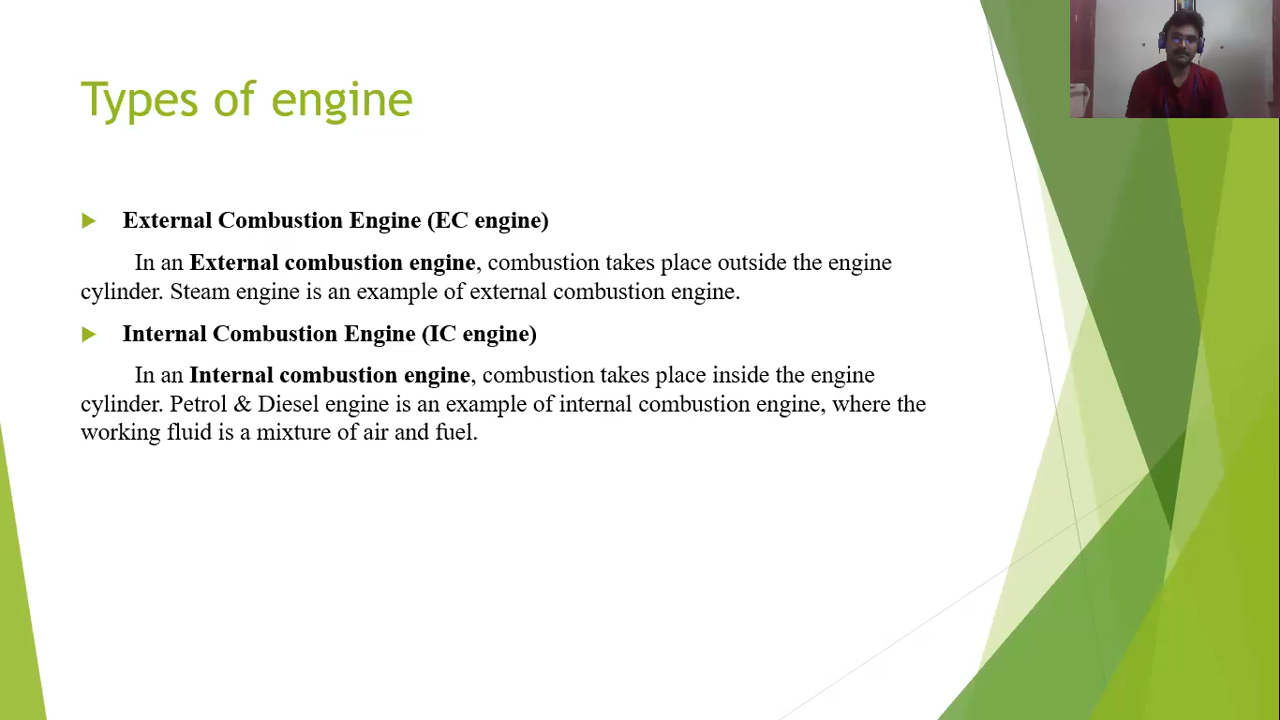 Types of engine
External Combustion Engine (EC engine)
In an External combustion engine, combustion takes place outside the engine
cylinder. Steam engine is an example of external combustion engine.
Internal Combustion Engine (IC engine)
In an Internal combustion engine, combustion takes place inside the engine
cylinder. Petrol & Diesel engine is an example of internal combustion engine, where the
working fluid is a mixture of air and fuel.